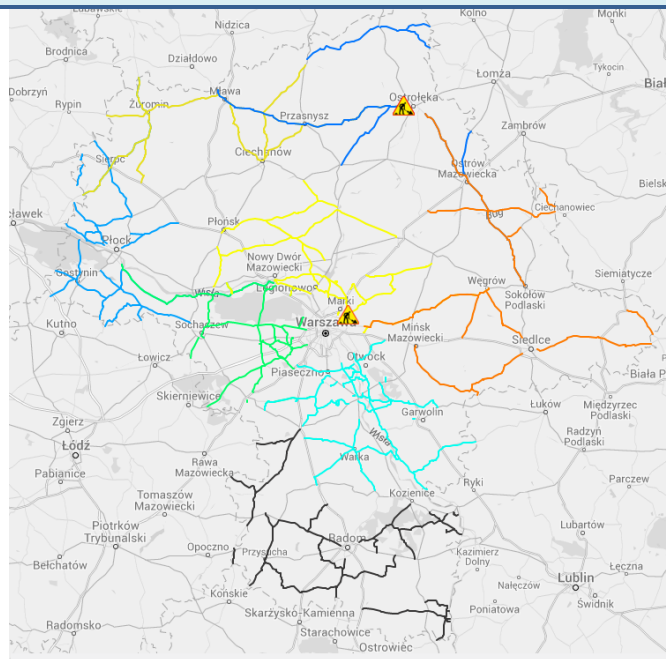 Lubawskie
Nidzica
Kolno
Monki
Brodnica
Działdowo
Tykocin
Łomża
Biał
Dobrzyń
Rypin
Żuromin
Mława
Ostrołęka
Przasnysz
Zambrów
Sierpc
Ciechanów
Ostrów
Mazowiecka
Bielsk
Ciechanowiec
cławek
Płońsk
Płock
Nowy Dwór
Mazowiecki
Gostynin
Legionowo
Węgrów
Siemiatycze
Wisła
Marki
Sokołów
Podlaski
Kutno
Sochaczew
Warszawa
Mińsk
Mazowiecki
Siedlce
Łowicz
Otwock
Piaseczno
Biała P
Skierniewice
Garwolin
Łuków
Międzyrzec
Podlaski
Zgierz
Wisła
Radzyń
Podlaski
Łódź
Rawa
Mazowiecka
Warka
Pabianice
Ryki
Parczew
Tomaszów
Mazowiecki
Kozienice
Piotrków
Trybunalski
Lubartów
Opoczno
Przysucha
Radom
Kazimierz
Dolny
Bełchatów
Łęczna
Lublin
Nałęczów
Końskie
Świdnik
Poniatowa
Skarżysko-Kamienna
Radomsko
Starachowice
Ostrowiec